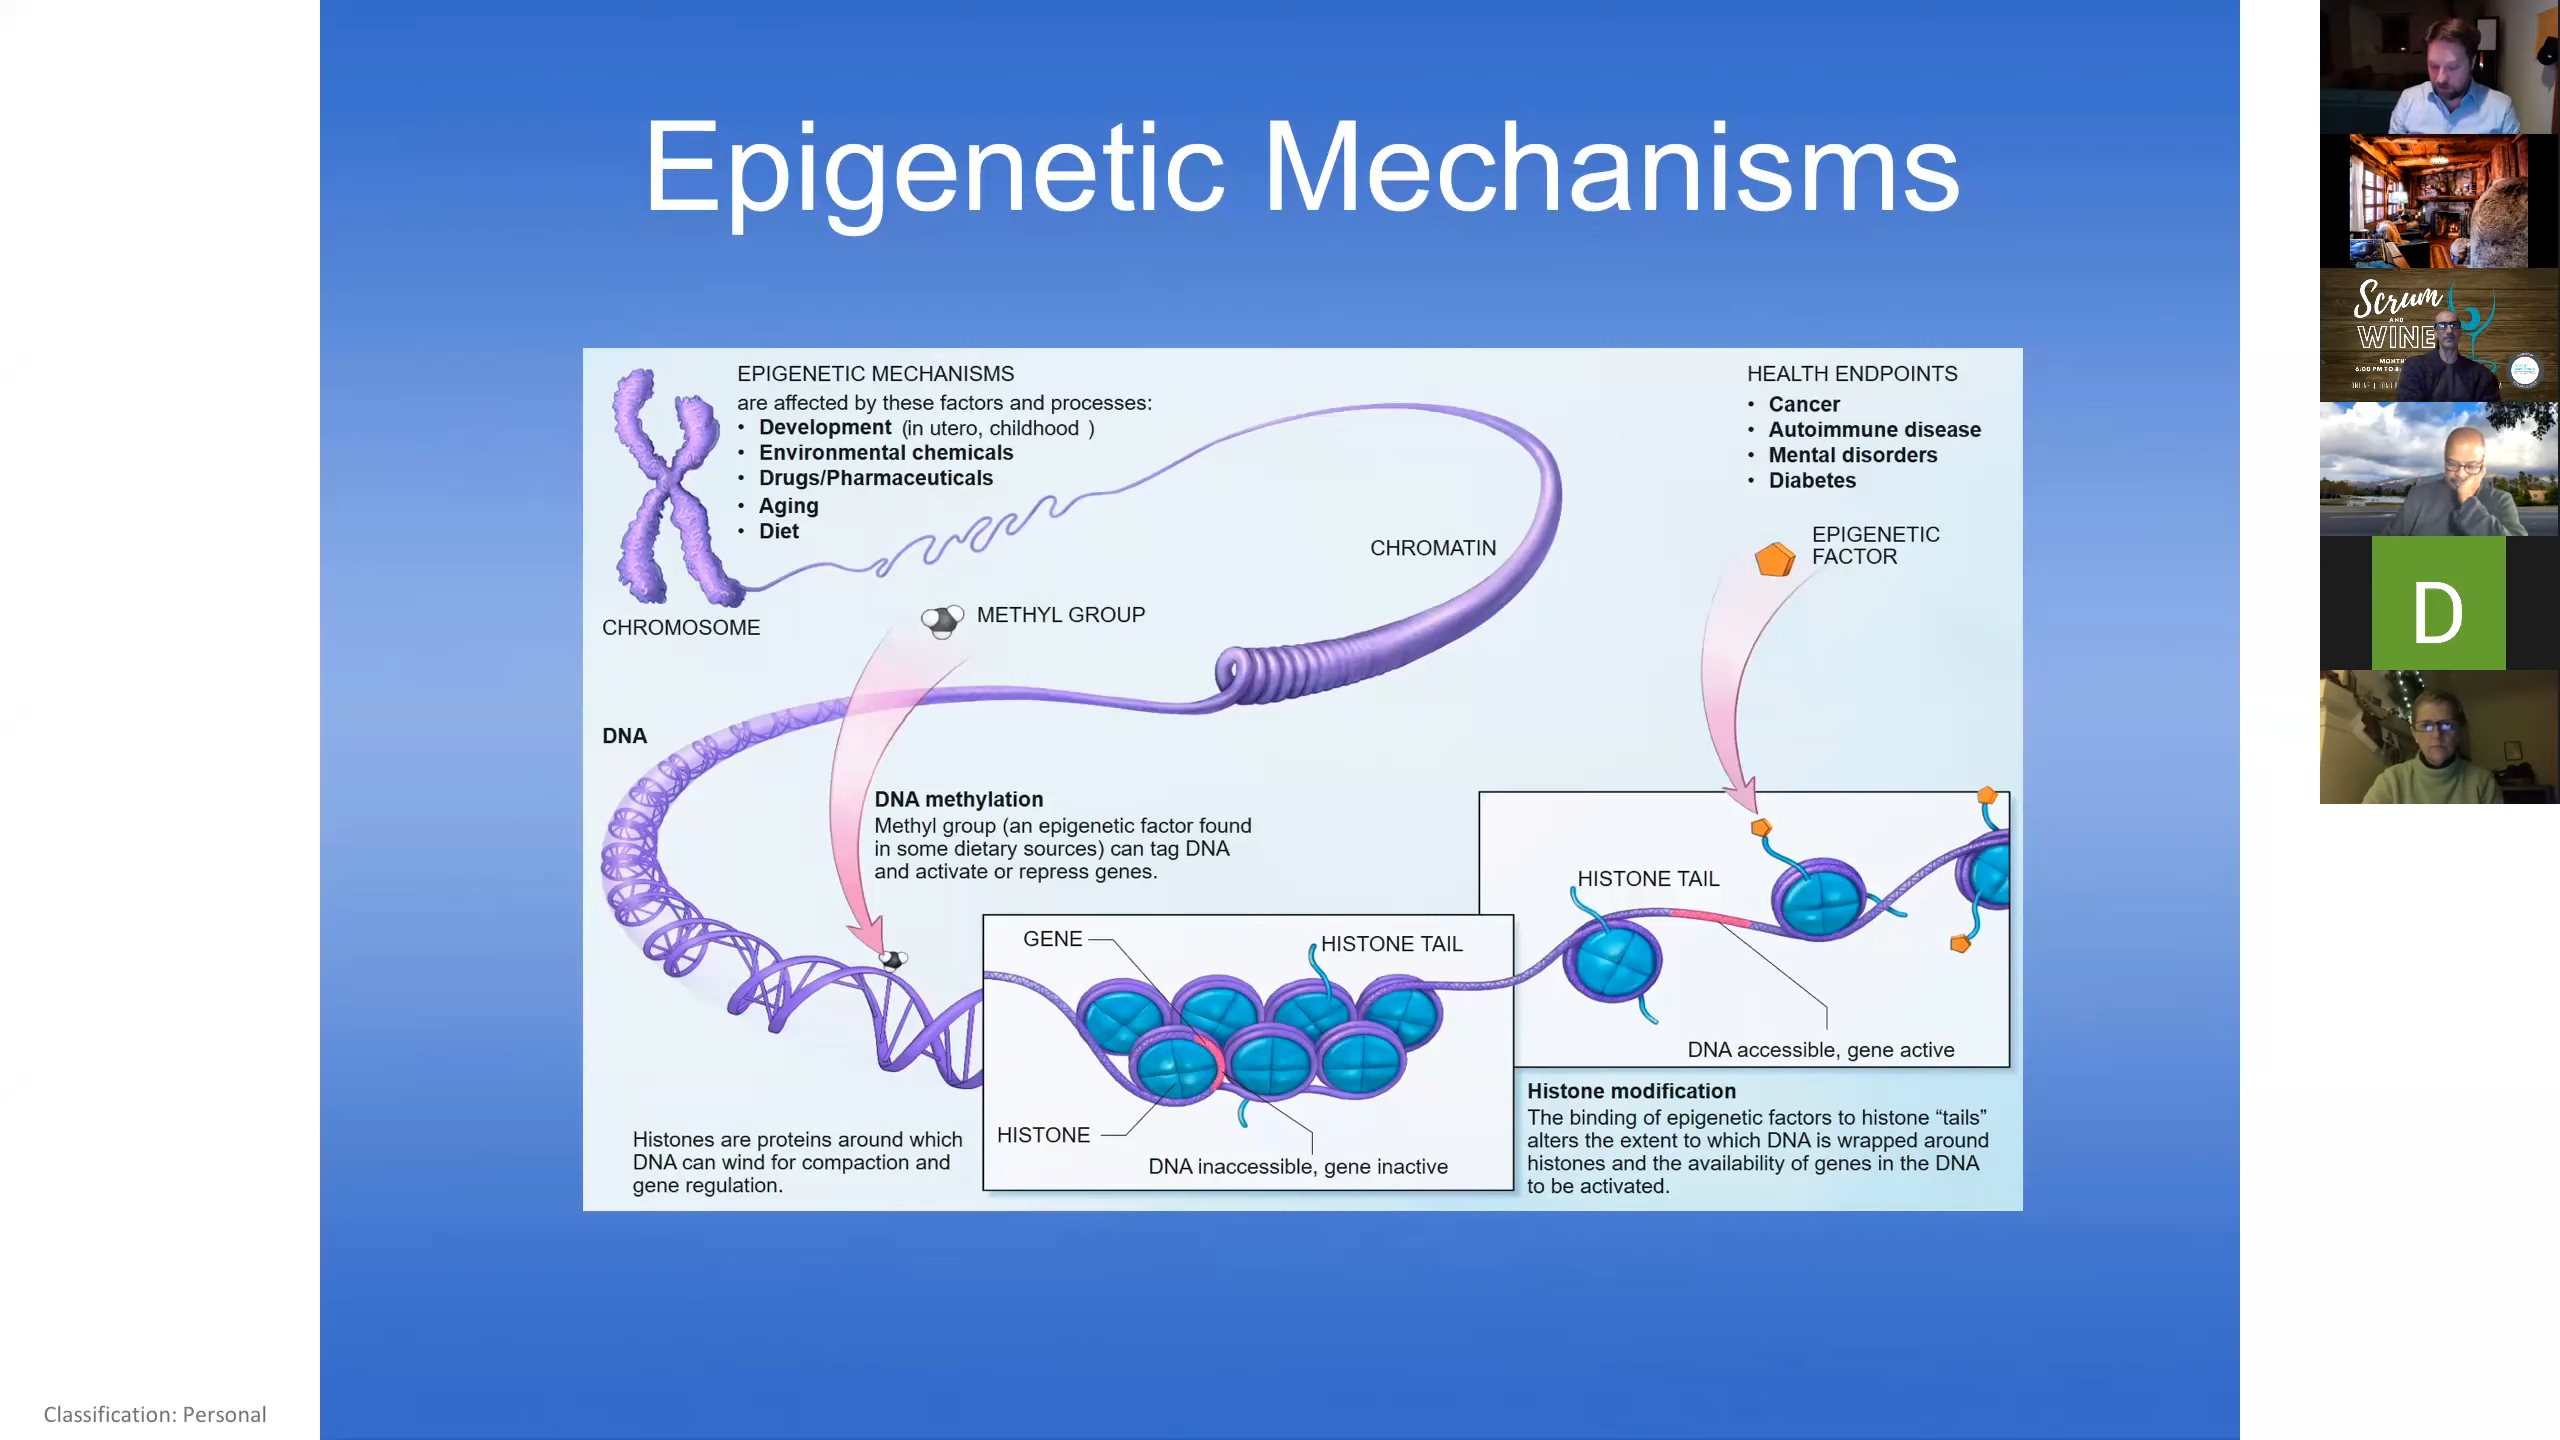 Epigenetic Mechanisms
EPIGENETIC MECHANISMS
are affected by these factors and processes:
• Development (in utero, childhood )
• Environmental chemicals
• Drugs/Pharmaceuticals
• Aging
• Diet
HEALTH ENDPOINTS
• Cancer
• Autoimmune disease
• Mental disorders
• Diabetes
EPIGENETIC
FACTOR
CHROMATIN
METHYL GROUP
CHROMOSOME
DNA
DNA methylation
Methyl group (an epigenetic factor found
in some dietary sources) can tag DNA
and activate or repress genes.
HISTONE TAIL
GENE
HISTONE TAIL
DNA accessible, gene active
HISTONE
DNA inaccessible, gene inactive
Histones are proteins around which
DNA can wind for compaction and
gene regulation.
Histone modification
The binding of epigenetic factors to histone “tails”
alters the extent to which DNA is wrapped around
histones and the availability of genes in the DNA
to be activated.
Classification: Personal
Scrum
AND
WINE
6:00 PM TO
D